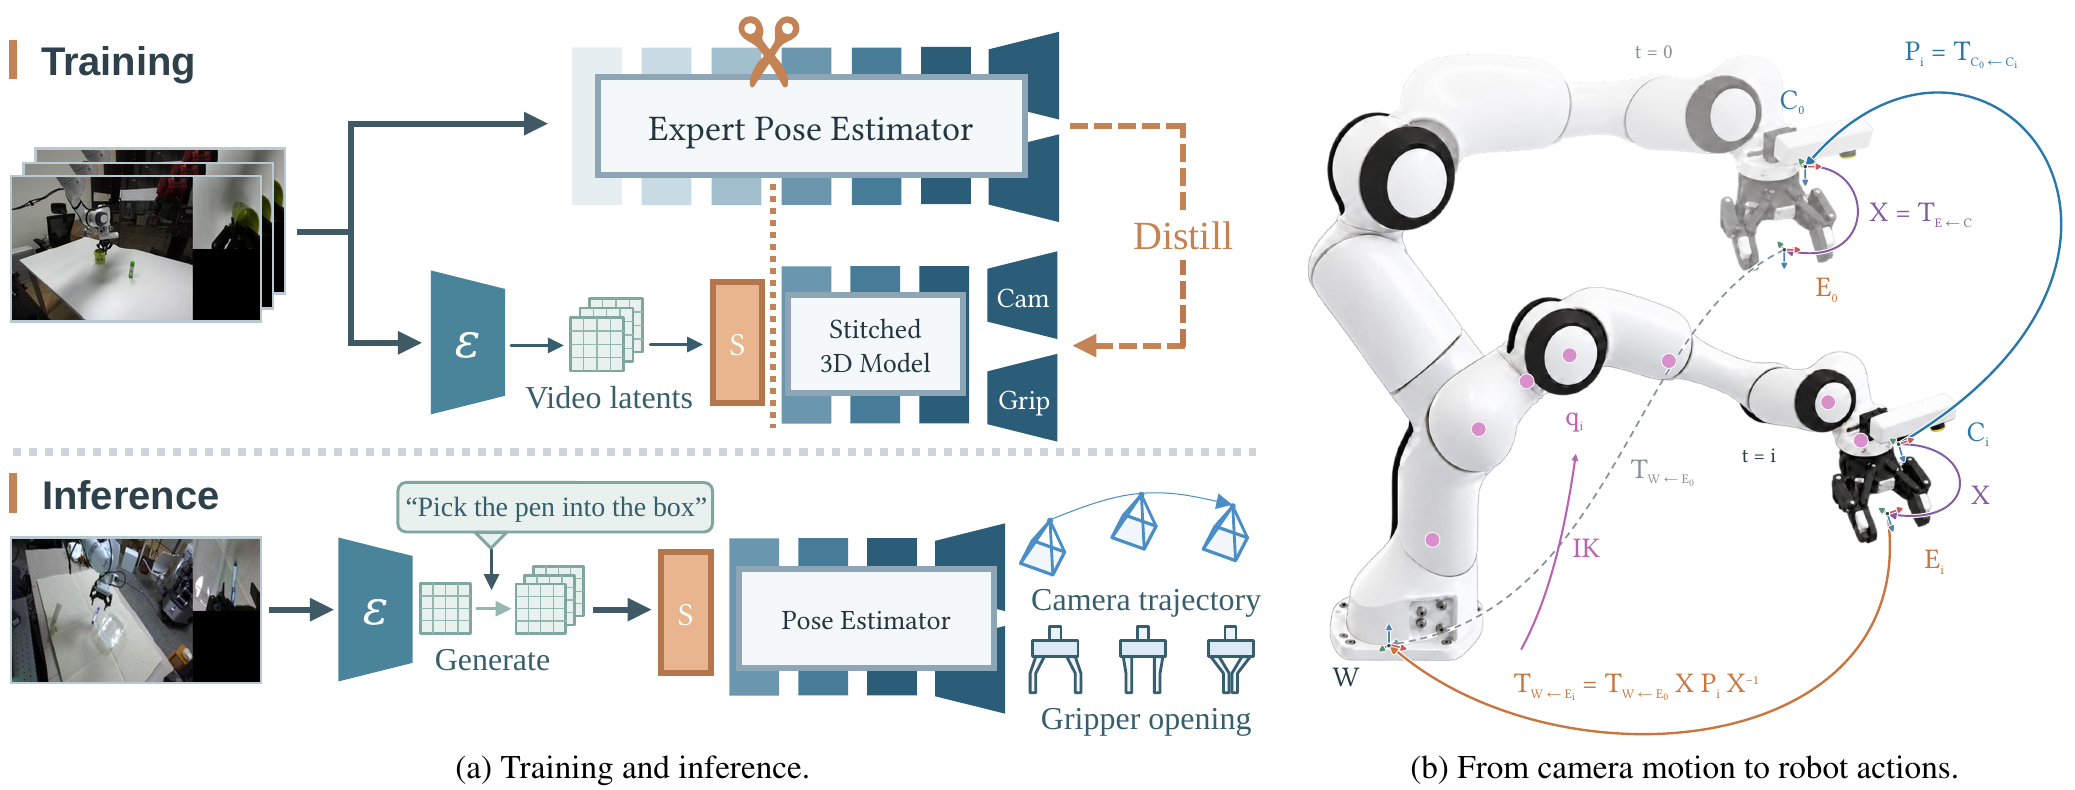 Training
Expert Pose Estimator
Distill
ε
Video latents
S
Stitched
3D Model
Cam
Grip
Inference
“Pick the pen into the box”
ε
Generate
S
Pose Estimator
Camera trajectory
Gripper opening
(a) Training and inference.
t = 0
P_i = T_{C_0 ← C_i}
C_0
X = T_{E ← C}
E_0
q_i
t = i
T_{W ← E_0}
C_i
X
IK
E_i
W
T_{W ← E_i} = T_{W ← E_0} X P_i X⁻¹
(b) From camera motion to robot actions.